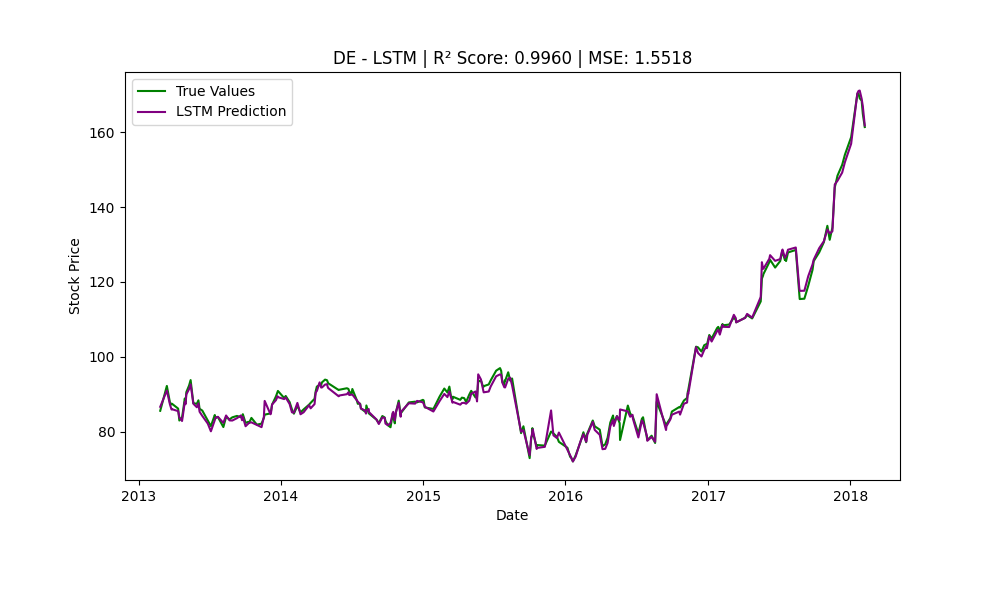 DE - LSTM | R² Score: 0.9960 | MSE: 1.5518
True Values
LSTM Prediction
160
140
120
100
80
Stock Price
2013 2014 2015 2016 2017 2018
Date